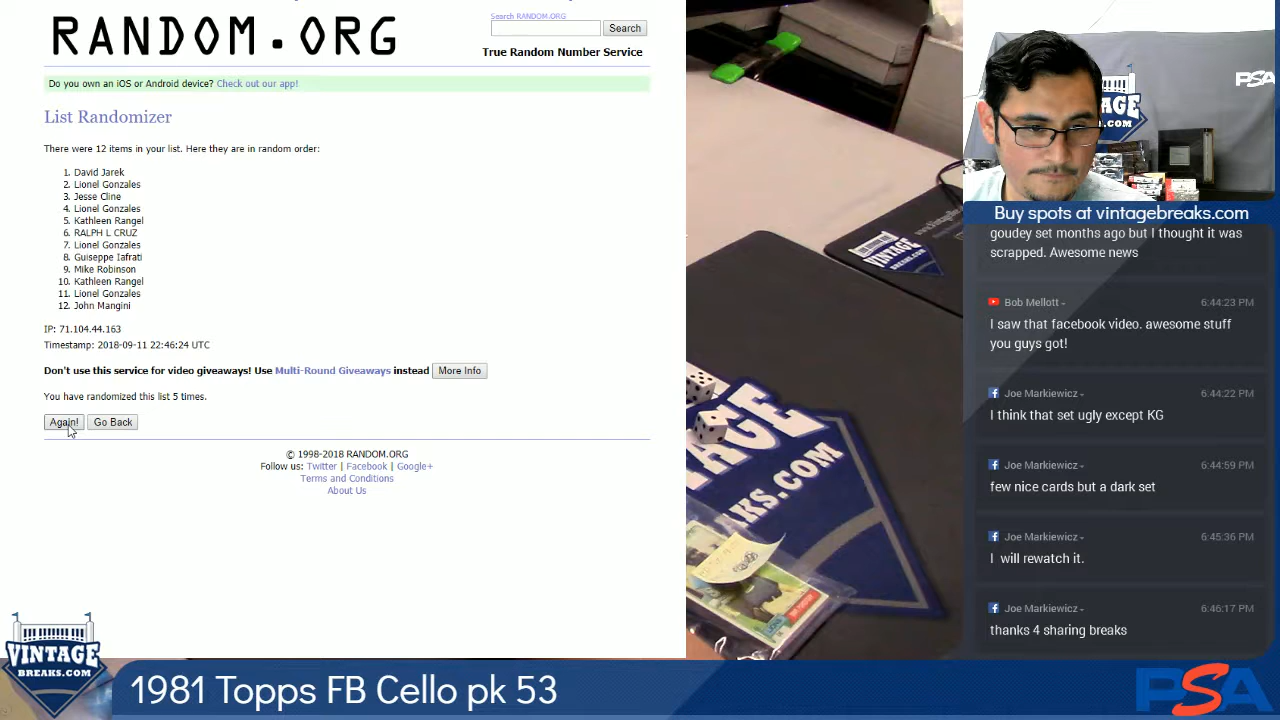 RANDOM.ORG
Search RANDOM.ORG
Search
True Random Number Service
Do you own an iOS or Android device? Check out our app!
List Randomizer
There were 12 items in your list. Here they are in random order:
1. David Jarek
2. Lionel Gonzales
3. Jesse Cline
4. Lionel Gonzales
5. Kathleen Rangel
6. RALPH L CRUZ
7. Lionel Gonzales
8. Guiseppe Iafrati
9. Mike Robinson
10. Kathleen Rangel
11. Lionel Gonzales
12. John Mangini
IP: 71.104.44.163
Timestamp: 2018-09-11 22:46:24 UTC
Don't use this service for video giveaways! Use Multi-Round Giveaways instead More Info
You have randomized this list 5 times.
Again! Go Back
© 1998-2018 RANDOM.ORG
Follow us: Twitter | Facebook | Google+
Terms and Conditions
About Us
VINTAGE
PSA
Buy spots at vintagebreaks.com
goudey set months ago but I thought it was
scrapped. Awesome news
Bob Mellott 6:44:23 PM
I saw that facebook video. awesome stuff
you guys got!
Joe Markiewicz 6:44:22 PM
I think that set ugly except KG
Joe Markiewicz 6:44:59 PM
few nice cards but a dark set
Joe Markiewicz 6:45:36 PM
I will rewatch it.
Joe Markiewicz 6:46:17 PM
thanks 4 sharing breaks
VINTAGE
BREAKS.COM
LIONS
VINTAGE
BREAKS.COM
1981 Topps FB Cello pk 53
PSA